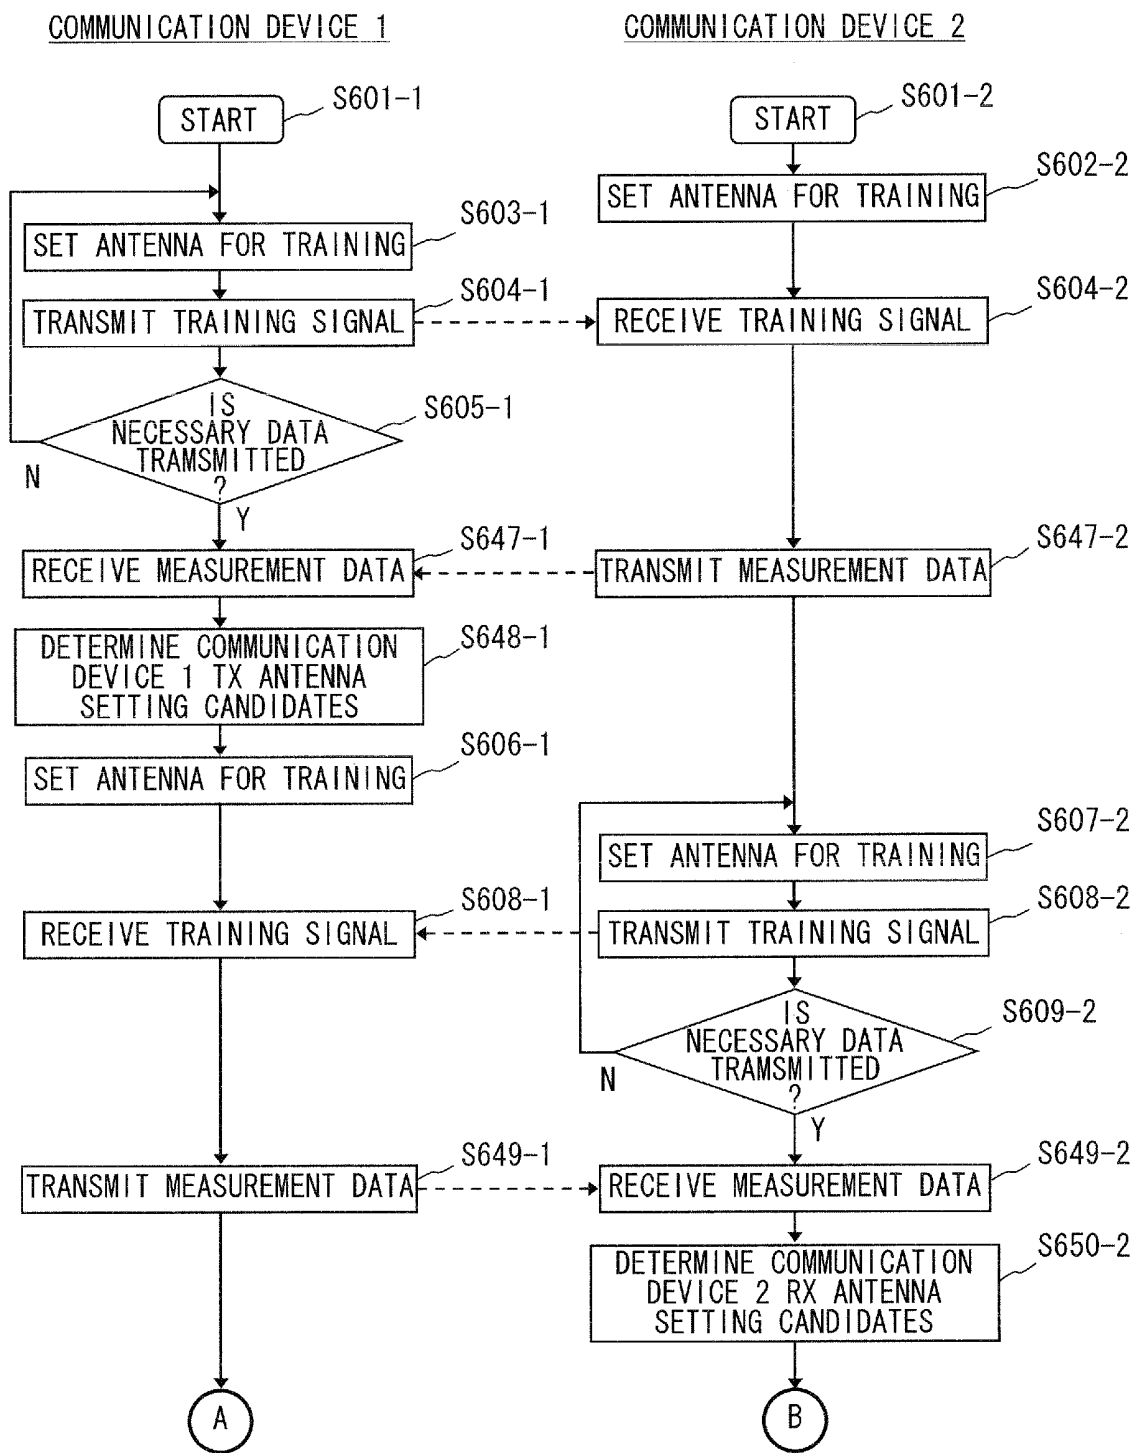 COMMUNICATION DEVICE 1
COMMUNICATION DEVICE 2
START
S601-1
START
S601-2
SET ANTENNA FOR TRAINING
S602-2
SET ANTENNA FOR TRAINING
S603-1
TRANSMIT TRAINING SIGNAL
S604-1
RECEIVE TRAINING SIGNAL
S604-2
IS
NECESSARY DATA
TRAMSMITTED
?
S605-1
N
Y
RECEIVE MEASUREMENT DATA
S647-1
TRANSMIT MEASUREMENT DATA
S647-2
DETERMINE COMMUNICATION
DEVICE 1 TX ANTENNA
SETTING CANDIDATES
S648-1
SET ANTENNA FOR TRAINING
S606-1
SET ANTENNA FOR TRAINING
S607-2
RECEIVE TRAINING SIGNAL
S608-1
TRANSMIT TRAINING SIGNAL
S608-2
IS
NECESSARY DATA
TRAMSMITTED
?
S609-2
N
Y
TRANSMIT MEASUREMENT DATA
S649-1
RECEIVE MEASUREMENT DATA
S649-2
DETERMINE COMMUNICATION
DEVICE 2 RX ANTENNA
SETTING CANDIDATES
S650-2
A
B